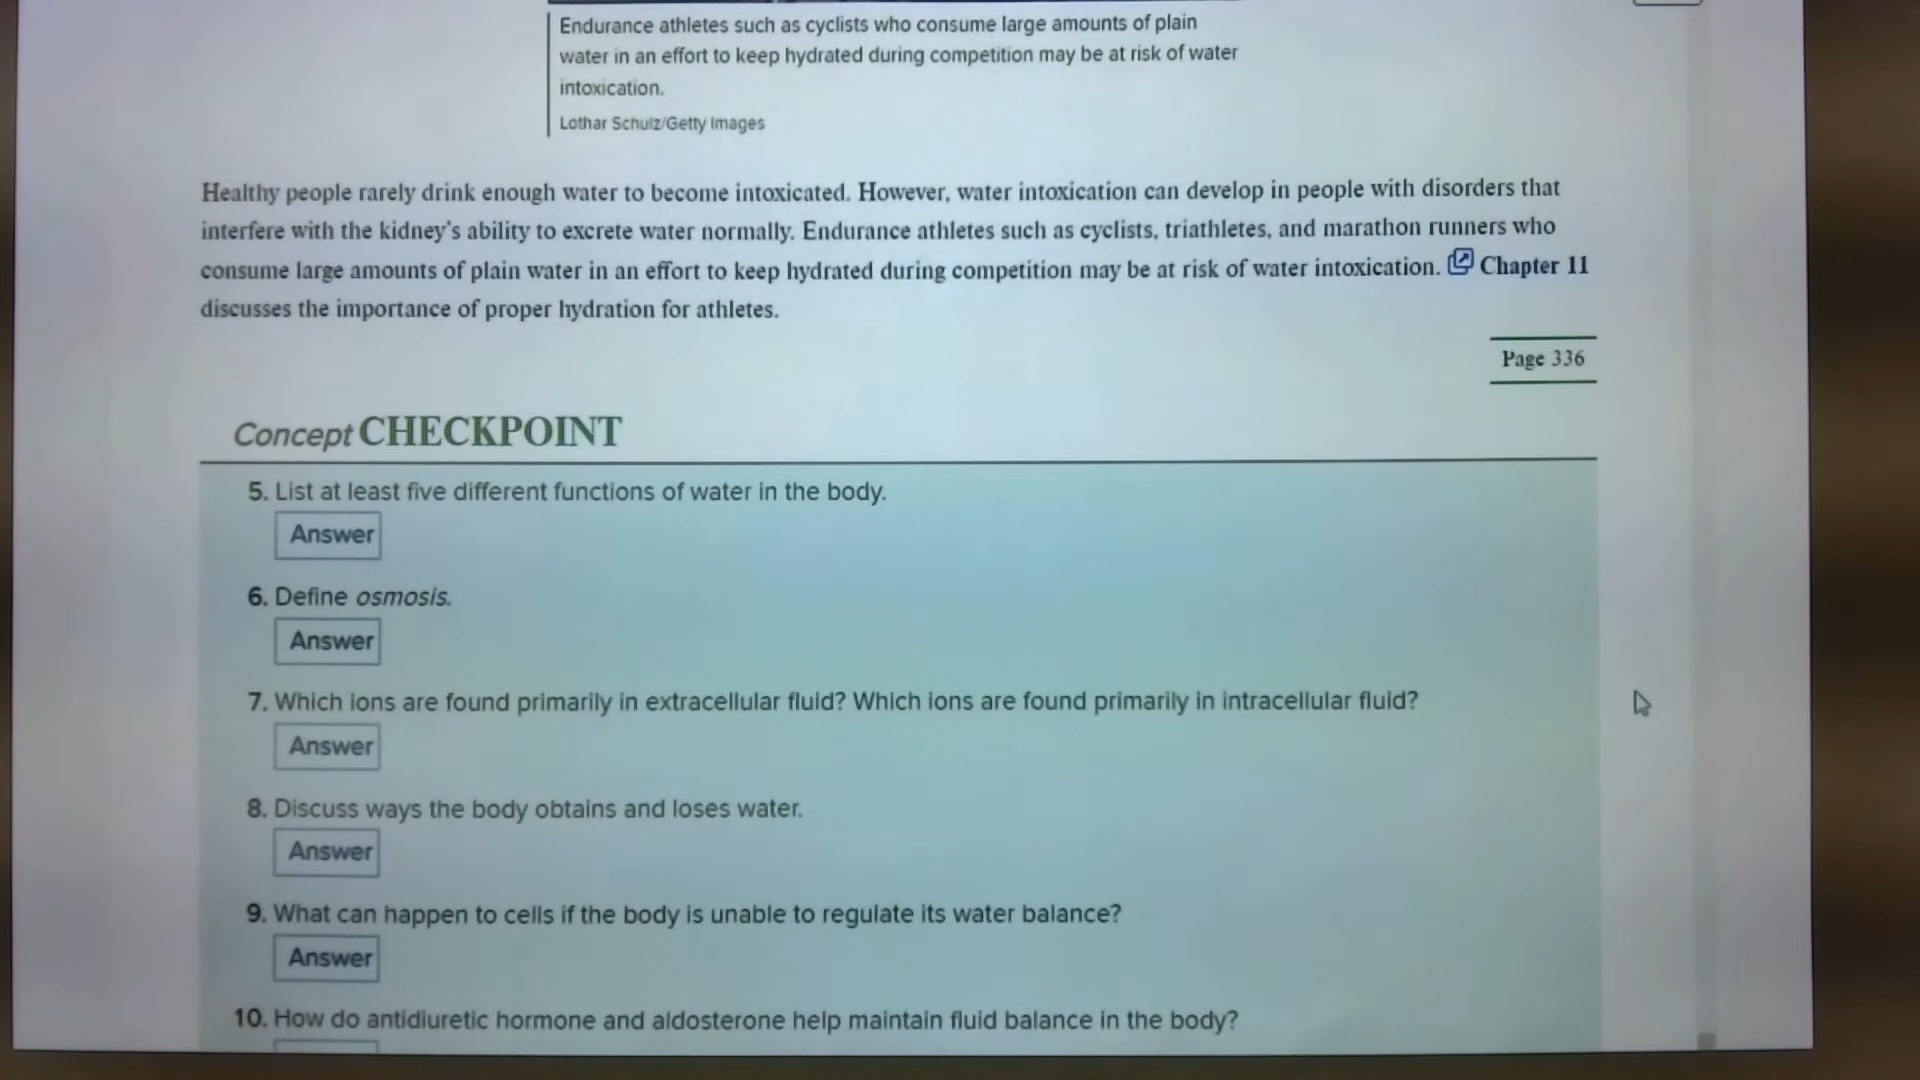 Endurance athletes such as cyclists who consume large amounts of plain
water in an effort to keep hydrated during competition may be at risk of water
intoxication.
Lothar Schulz/Getty Images
Healthy people rarely drink enough water to become intoxicated. However, water intoxication can develop in people with disorders that
interfere with the kidney's ability to excrete water normally. Endurance athletes such as cyclists, triathletes, and marathon runners who
consume large amounts of plain water in an effort to keep hydrated during competition may be at risk of water intoxication. Chapter 11
discusses the importance of proper hydration for athletes.
Page 336
Concept CHECKPOINT
5. List at least five different functions of water in the body.
Answer
6. Define osmosis.
Answer
7. Which ions are found primarily in extracellular fluid? Which ions are found primarily in intracellular fluid?
Answer
8. Discuss ways the body obtains and loses water.
Answer
9. What can happen to cells if the body is unable to regulate its water balance?
Answer
10. How do antidiuretic hormone and aldosterone help maintain fluid balance in the body?